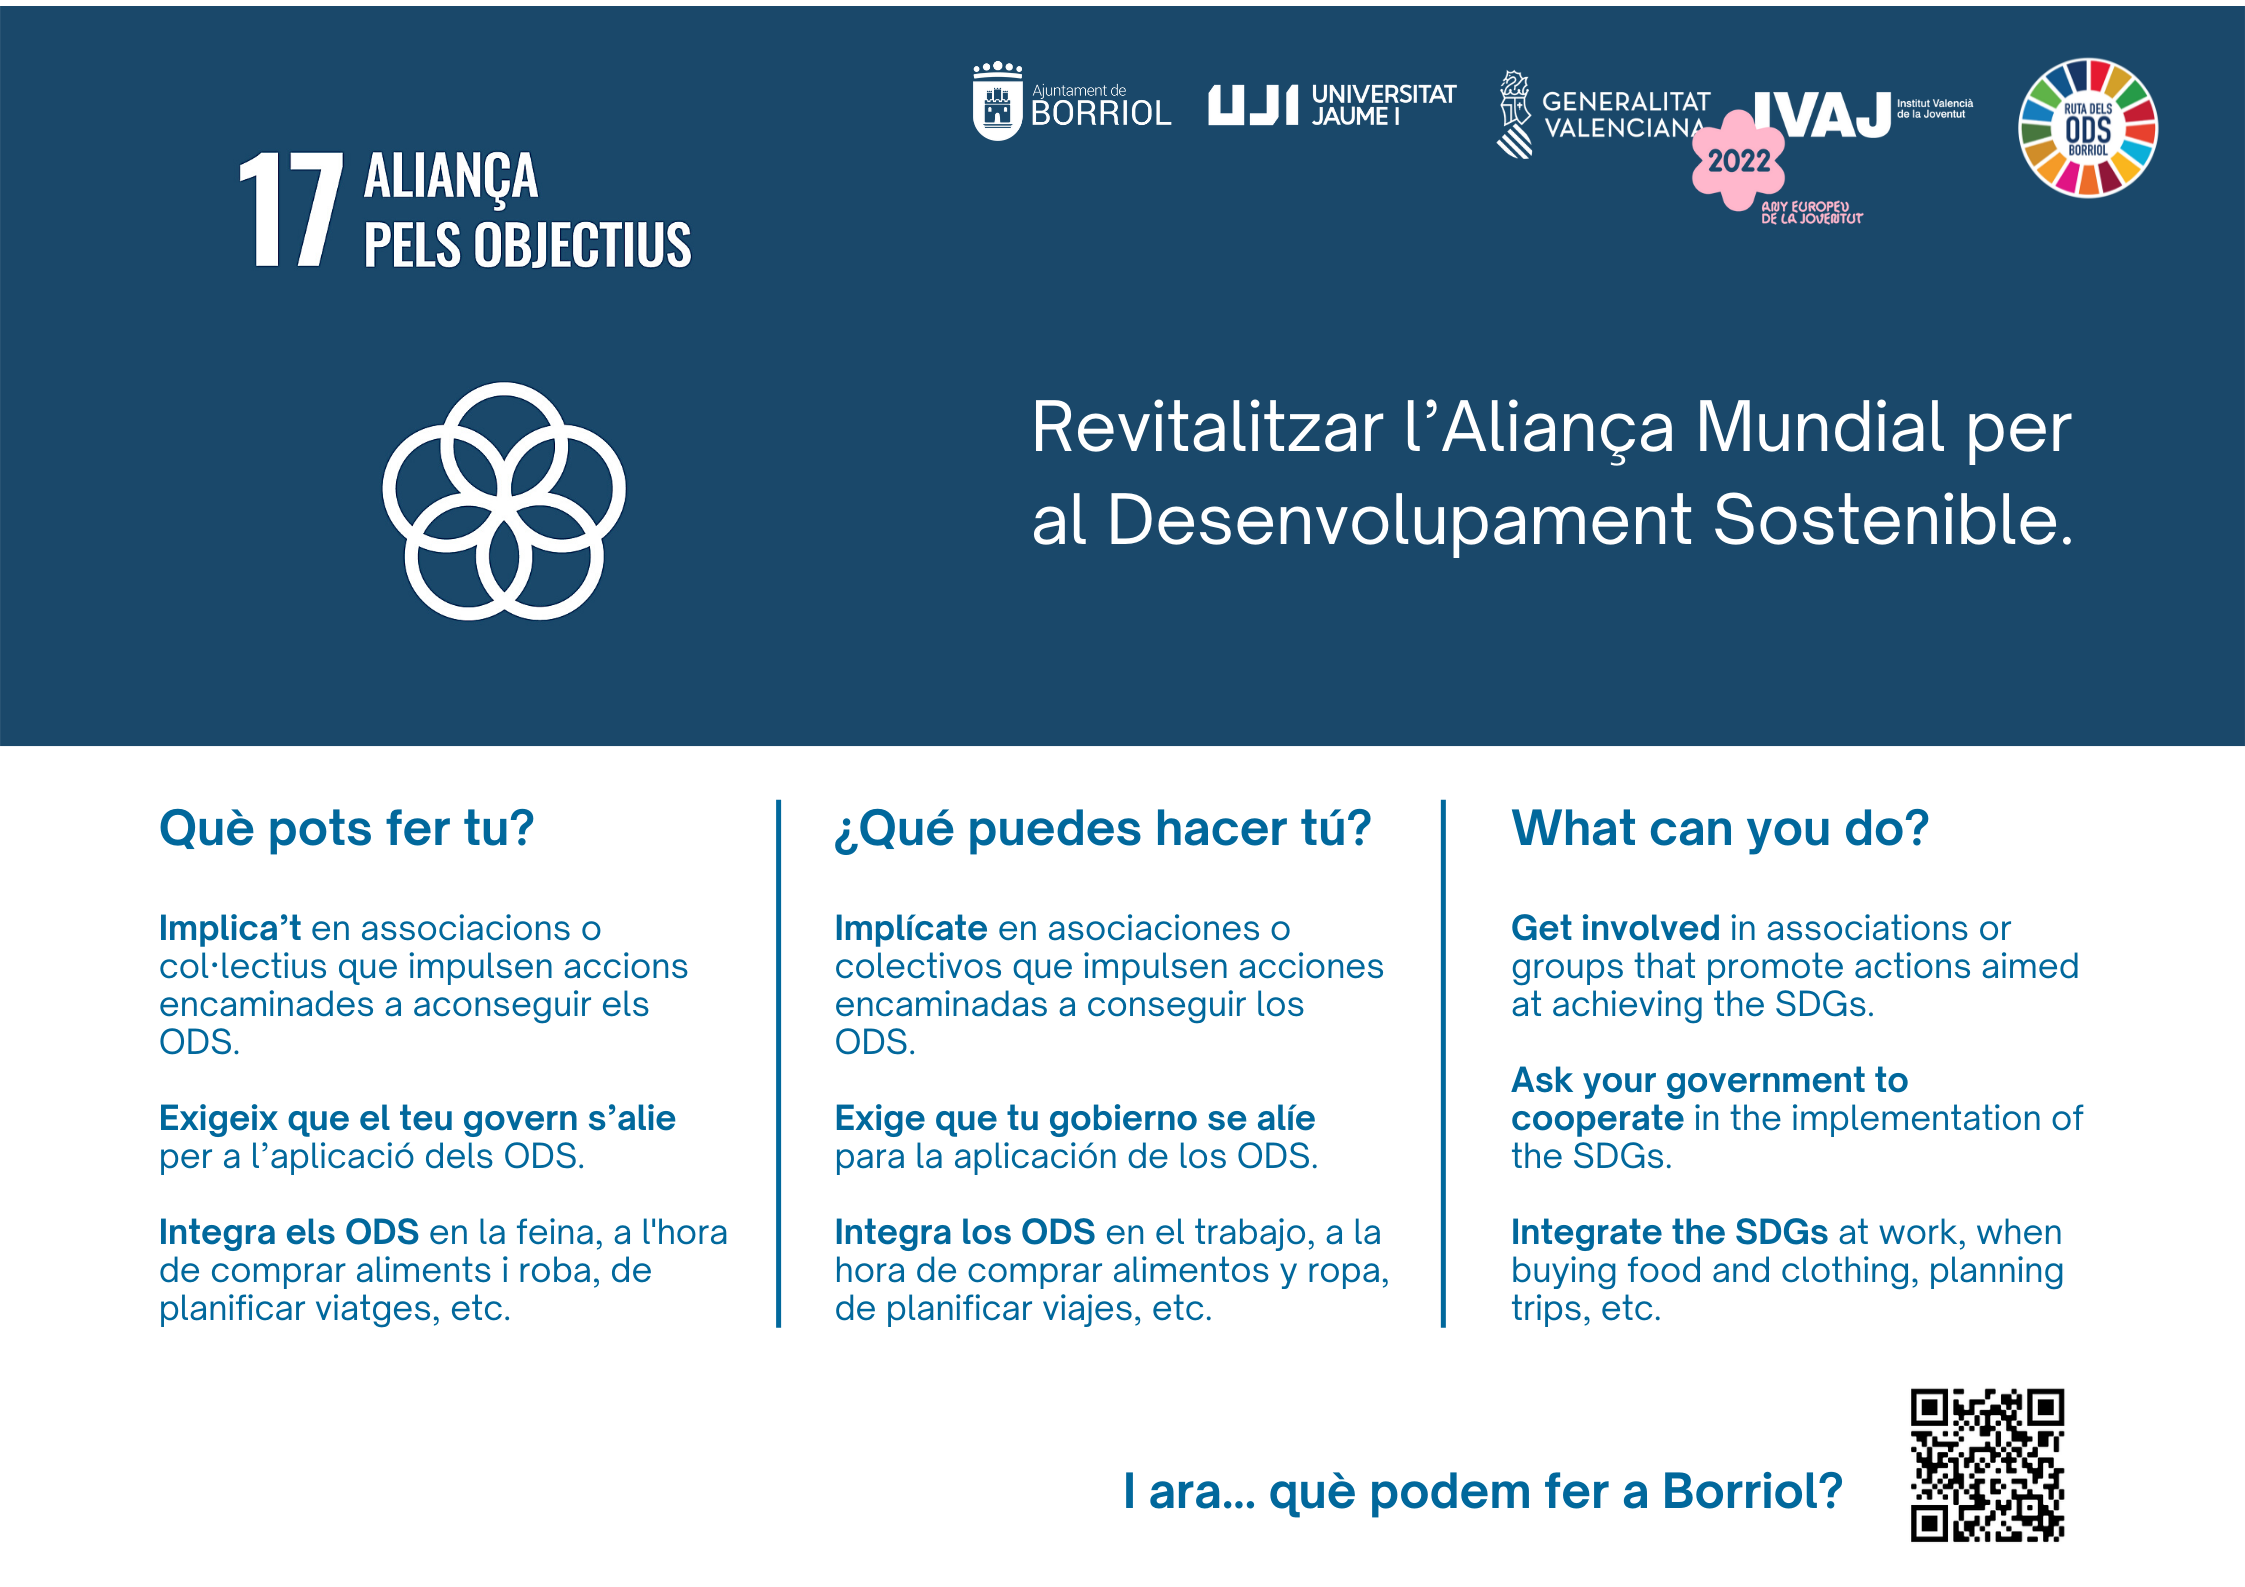 Ajuntament de
BORRIOL
UJI UNIVERSITAT
JAUME I
GENERALITAT
VALENCIANA
IVAJ Institut Valencià
de la Joventut
2022
ANY EUROPEU
DE LA JOVENTUT
RUTA DELS
ODS
BORRIOL
17 ALIANÇA
PELS OBJECTIUS
Revitalitzar l’Aliança Mundial per
al Desenvolupament Sostenible.
Què pots fer tu?
Implica’t en associacions o
col·lectius que impulsen accions
encaminades a aconseguir els
ODS.
Exigeix que el teu govern s’alie
per a l’aplicació dels ODS.
Integra els ODS en la feina, a l'hora
de comprar aliments i roba, de
planificar viatges, etc.
¿Qué puedes hacer tú?
Implícate en asociaciones o
colectivos que impulsen acciones
encaminadas a conseguir los
ODS.
Exige que tu gobierno se alíe
para la aplicación de los ODS.
Integra los ODS en el trabajo, a la
hora de comprar alimentos y ropa,
de planificar viajes, etc.
What can you do?
Get involved in associations or
groups that promote actions aimed
at achieving the SDGs.
Ask your government to
cooperate in the implementation of
the SDGs.
Integrate the SDGs at work, when
buying food and clothing, planning
trips, etc.
I ara... què podem fer a Borriol?